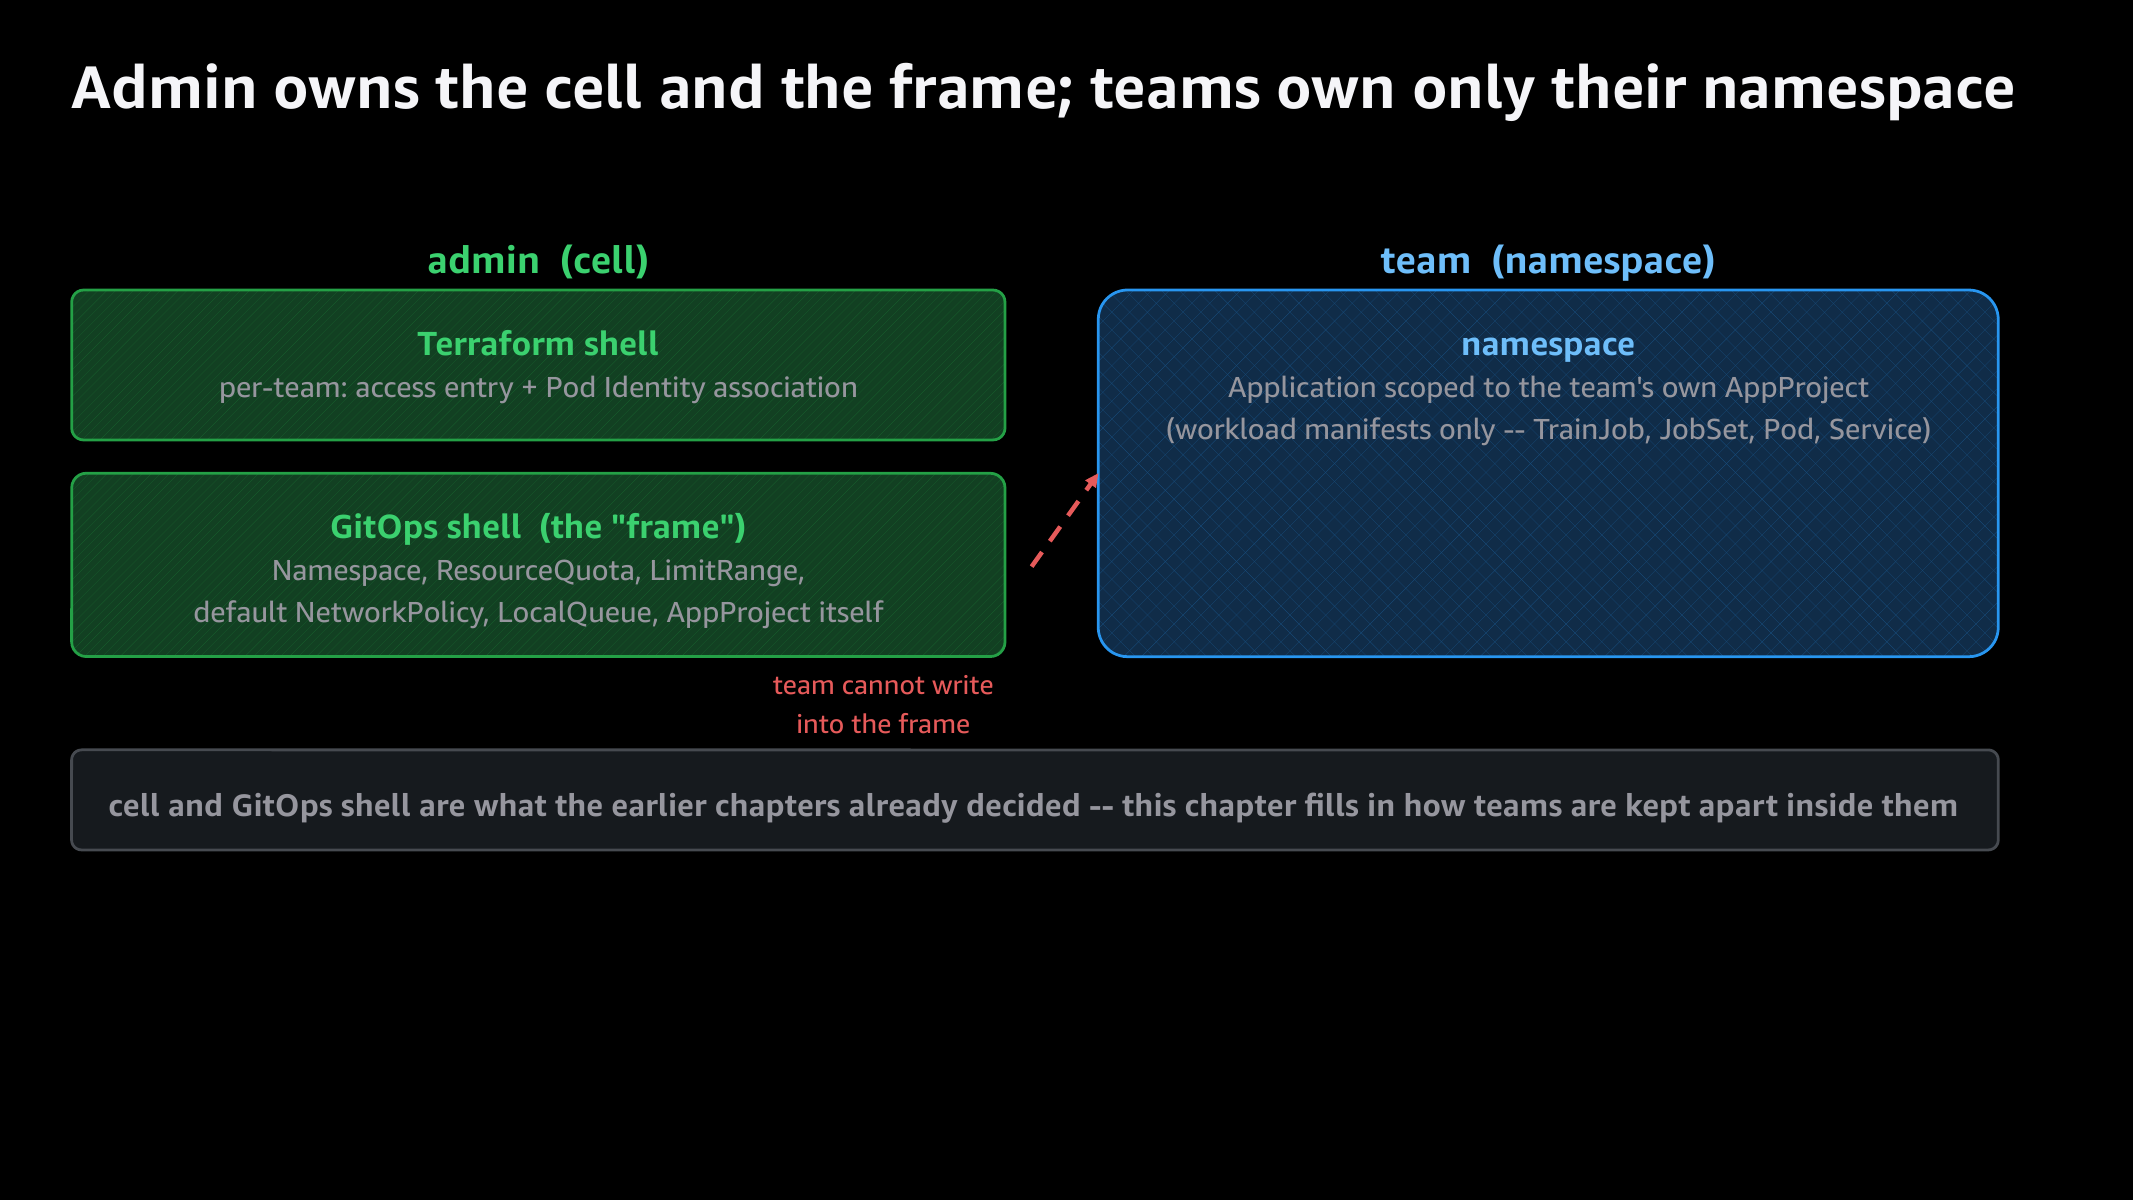 Admin owns the cell and the frame; teams own only their namespace
admin (cell)
Terraform shell
per-team: access entry + Pod Identity association
GitOps shell (the "frame")
Namespace, ResourceQuota, LimitRange,
default NetworkPolicy, LocalQueue, AppProject itself
team cannot write
into the frame
team (namespace)
namespace
Application scoped to the team's own AppProject
(workload manifests only -- TrainJob, JobSet, Pod, Service)
cell and GitOps shell are what the earlier chapters already decided -- this chapter fills in how teams are kept apart inside them